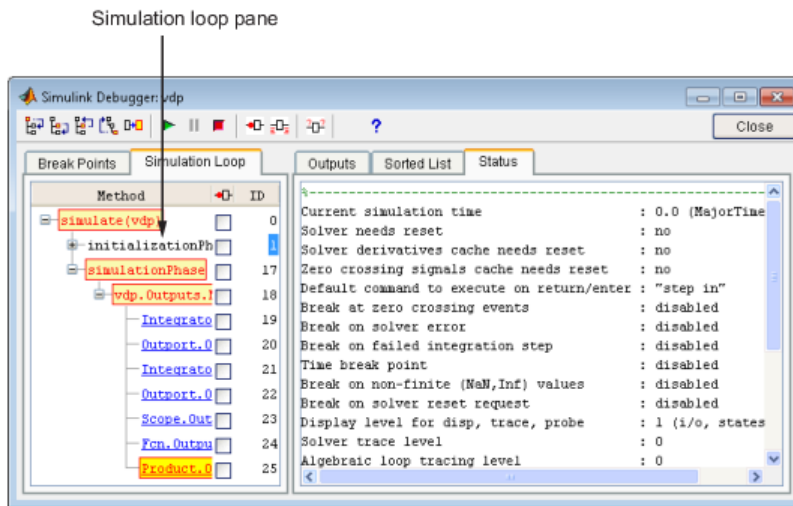 Simulation loop pane
Simulink Debugger: vdp
? Close
Break Points Simulation Loop
Outputs Sorted List Status
Method ID
simulate(vdp) 0
initializationPh 1
simulationPhase 17
vdp.Outputs. 18
Integrato 19
Outport.0 20
Integrato 21
Outport.0 22
Scope.Out 23
Fcn.Outpu 24
Product.0 25
%----------------------------------------------------------------
Current simulation time : 0.0 (MajorTime
Solver needs reset : no
Solver derivatives cache needs reset : no
Zero crossing signals cache needs reset : no
Default command to execute on return/enter : "step in"
Break at zero crossing events : disabled
Break on solver error : disabled
Break on failed integration step : disabled
Time break point : disabled
Break on non-finite (NaN,Inf) values : disabled
Break on solver reset request : disabled
Display level for disp, trace, probe : 1 (i/o, states
Solver trace level : 0
Algebraic loop tracing level : 0